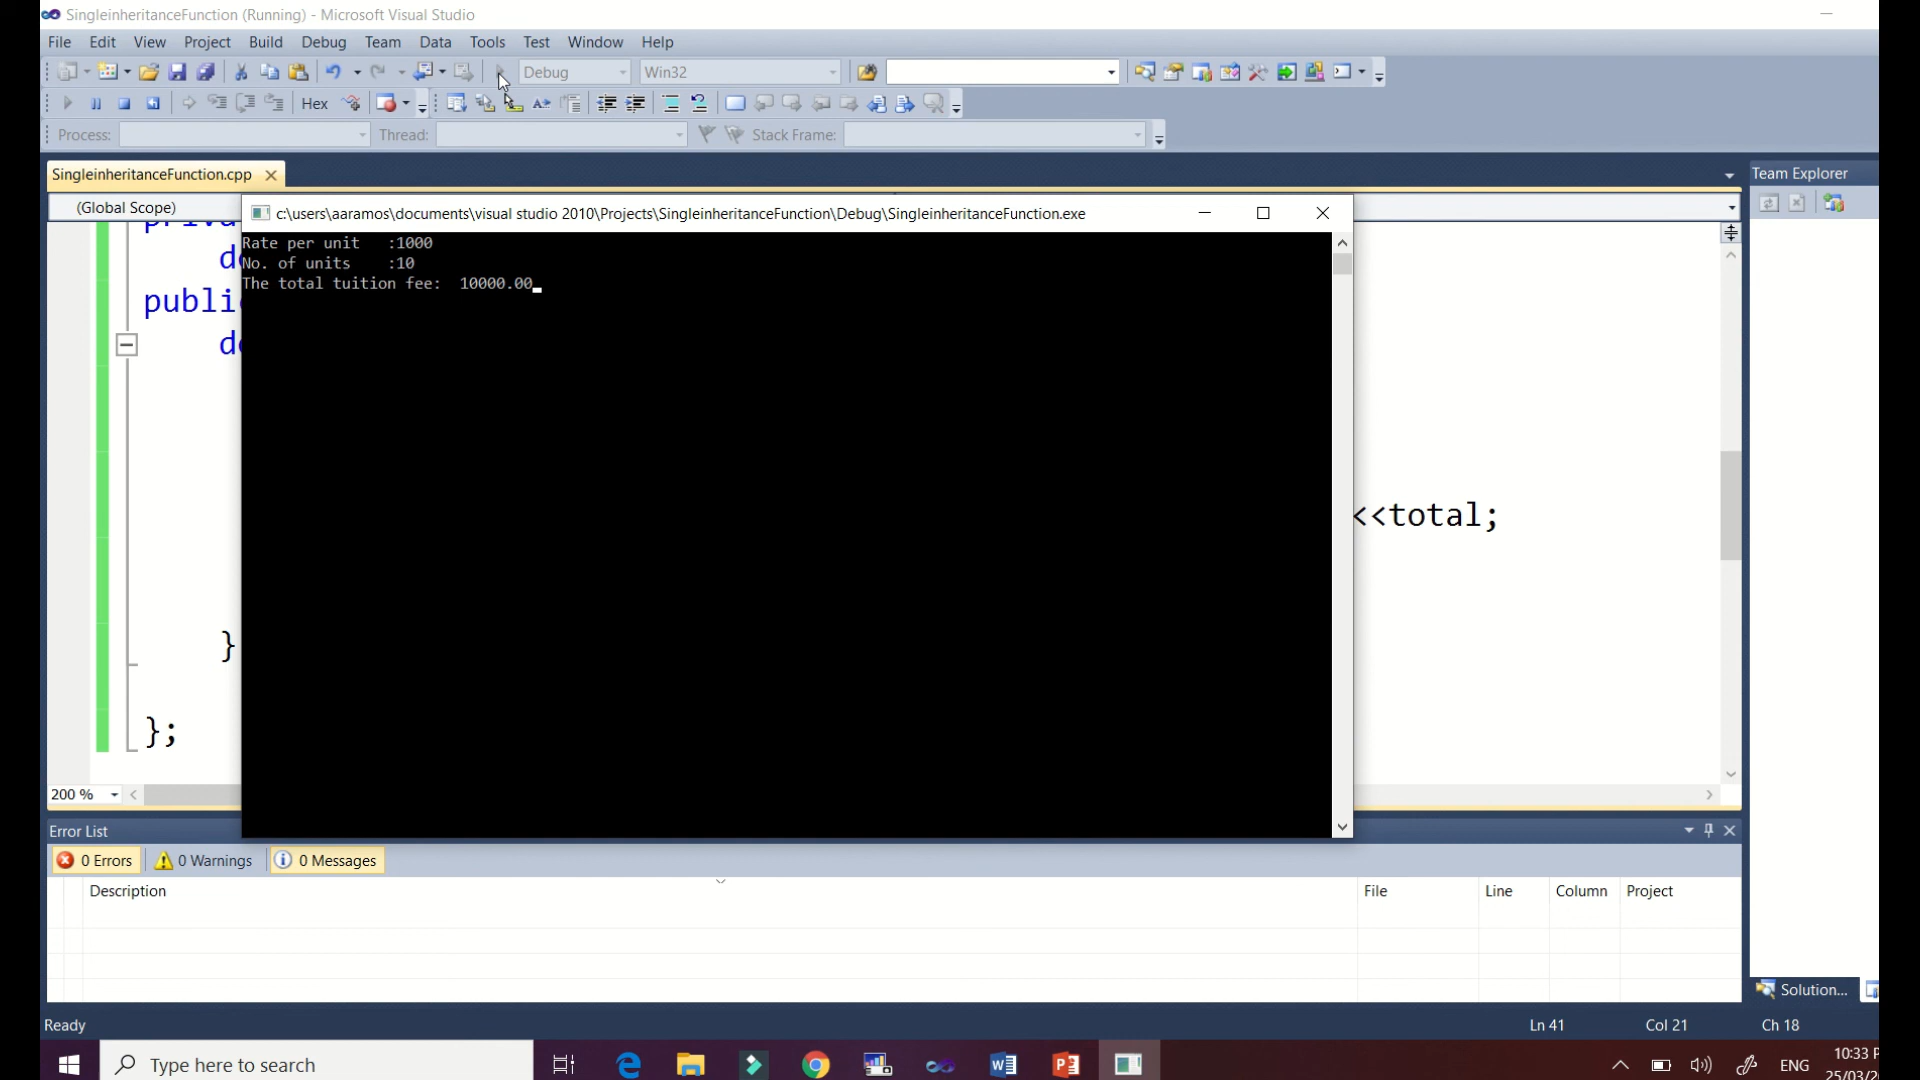 SingleinheritanceFunction (Running) - Microsoft Visual Studio
File Edit View Project Build Debug Team Data Tools Test Window Help
Debug Win32
Hex
Process: Thread: Stack Frame:
SingleinheritanceFunction.cpp
Team Explorer
(Global Scope)
c:\users\aaramos\documents\visual studio 2010\Projects\SingleinheritanceFunction\Debug\SingleinheritanceFunction.exe
Rate per unit :1000
No. of units :10
The total tuition fee: 10000.00
publi
<<total;
}
};
200 %
Error List
0 Errors 0 Warnings 0 Messages
Description File Line Column Project
Solution...
Ready Ln 41 Col 21 Ch 18
Type here to search
ENG
10:33 P
25/03/2